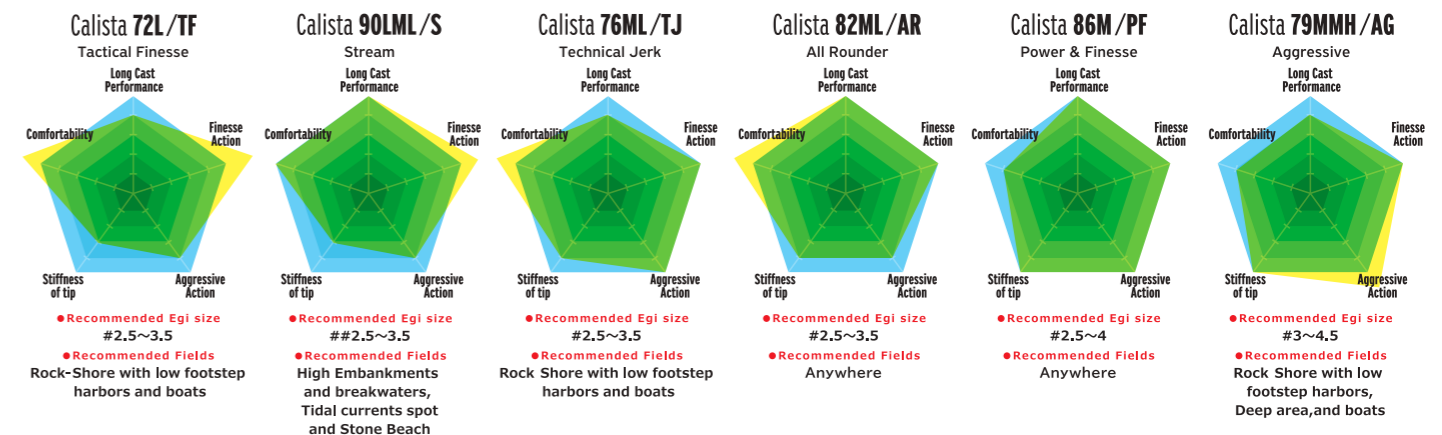 Calista 72L/TF
Tactical Finesse
Long Cast
Performance
Comfortability
Finesse
Action
Stiffness
of tip
Aggressive
Action
●Recommended Egi size
#2.5～3.5
●Recommended Fields
Rock-Shore with low footstep
harbors and boats
Calista 90LML/S
Stream
Long Cast
Performance
Comfortability
Finesse
Action
Stiffness
of tip
Aggressive
Action
●Recommended Egi size
##2.5～3.5
●Recommended Fields
High Embankments
and breakwaters,
Tidal currents spot
and Stone Beach
Calista 76ML/TJ
Technical Jerk
Long Cast
Performance
Comfortability
Finesse
Action
Stiffness
of tip
Aggressive
Action
●Recommended Egi size
#2.5～3.5
●Recommended Fields
Rock Shore with low footstep
harbors and boats
Calista 82ML/AR
All Rounder
Long Cast
Performance
Comfortability
Finesse
Action
Stiffness
of tip
Aggressive
Action
●Recommended Egi size
#2.5～3.5
●Recommended Fields
Anywhere
Calista 86M/PF
Power & Finesse
Long Cast
Performance
Comfortability
Finesse
Action
Stiffness
of tip
Aggressive
Action
●Recommended Egi size
#2.5～4
●Recommended Fields
Anywhere
Calista 79MMH/AG
Aggressive
Long Cast
Performance
Comfortability
Finesse
Action
Stiffness
of tip
Aggressive
Action
●Recommended Egi size
#3～4.5
●Recommended Fields
Rock Shore with low
footstep harbors,
Deep area,and boats